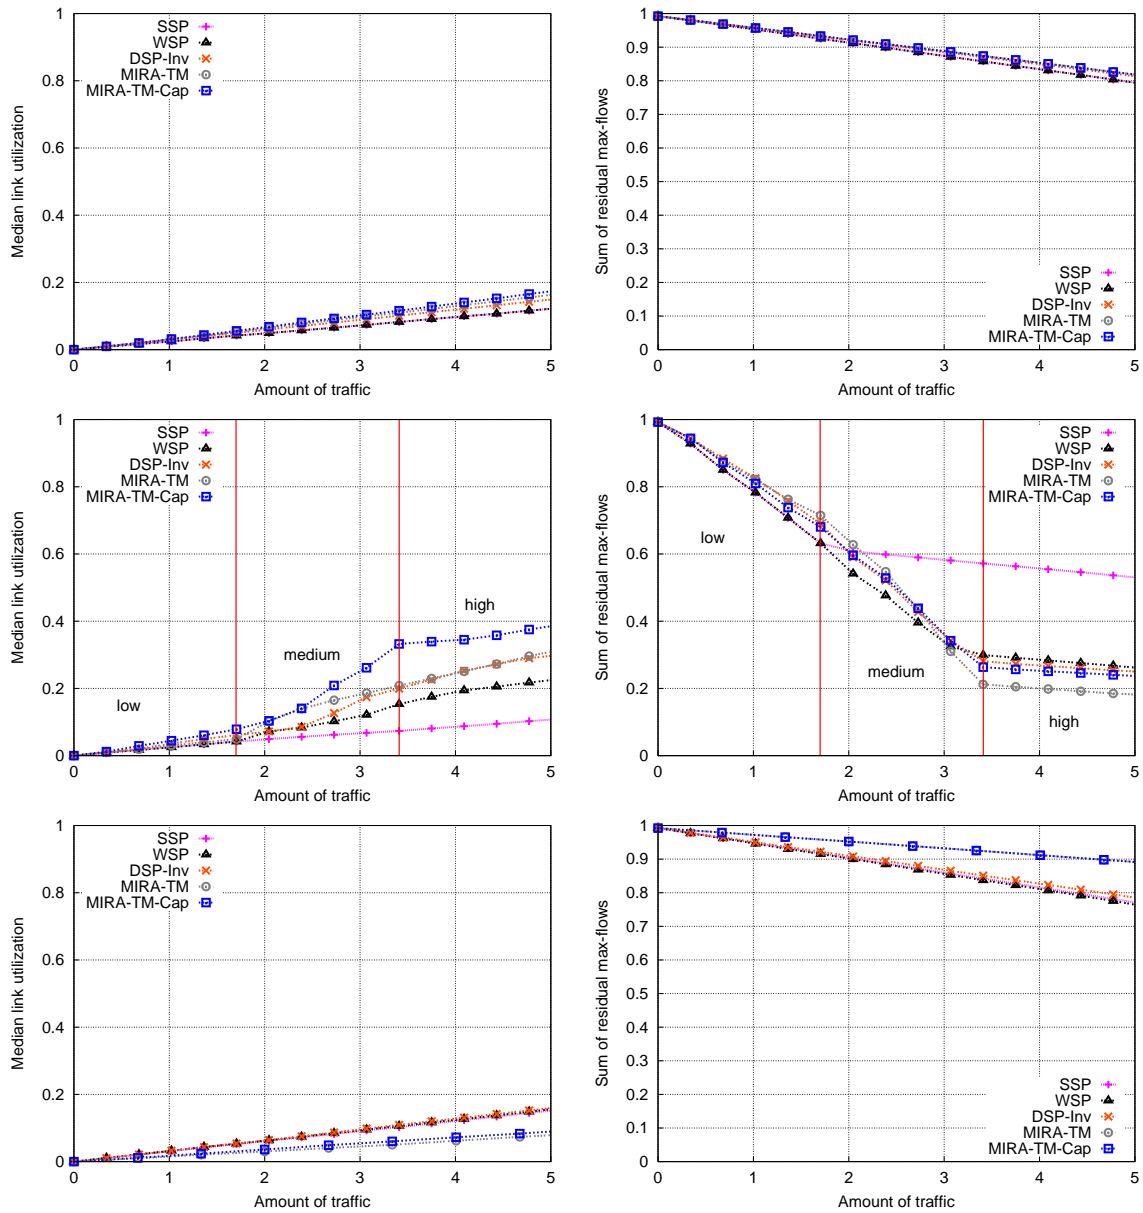 SSP
WSP
DSP-Inv
MIRA-TM
MIRA-TM-Cap
1
0.8
0.6
0.4
0.2
0
0 1 2 3 4 5
Median link utilization
Amount of traffic
1
0.9
0.8
0.7
0.6
0.5
0.4
0.3
0.2
0.1
0
0 1 2 3 4 5
Sum of residual max-flows
Amount of traffic
SSP
WSP
DSP-Inv
MIRA-TM
MIRA-TM-Cap
SSP
WSP
DSP-Inv
MIRA-TM
MIRA-TM-Cap
1
0.8
0.6
0.4
0.2
0
0 1 2 3 4 5
Median link utilization
Amount of traffic
high
medium
low
SSP
WSP
DSP-Inv
MIRA-TM
MIRA-TM-Cap
1
0.8
0.6
0.4
0.2
0
0 1 2 3 4 5
Sum of residual max-flows
Amount of traffic
low
medium
high
SSP
WSP
DSP-Inv
MIRA-TM
MIRA-TM-Cap
1
0.8
0.6
0.4
0.2
0
0 1 2 3 4 5
Median link utilization
Amount of traffic
1
0.9
0.8
0.7
0.6
0.5
0.4
0.3
0.2
0.1
0
0 1 2 3 4 5
Sum of residual max-flows
Amount of traffic
SSP
WSP
DSP-Inv
MIRA-TM
MIRA-TM-Cap